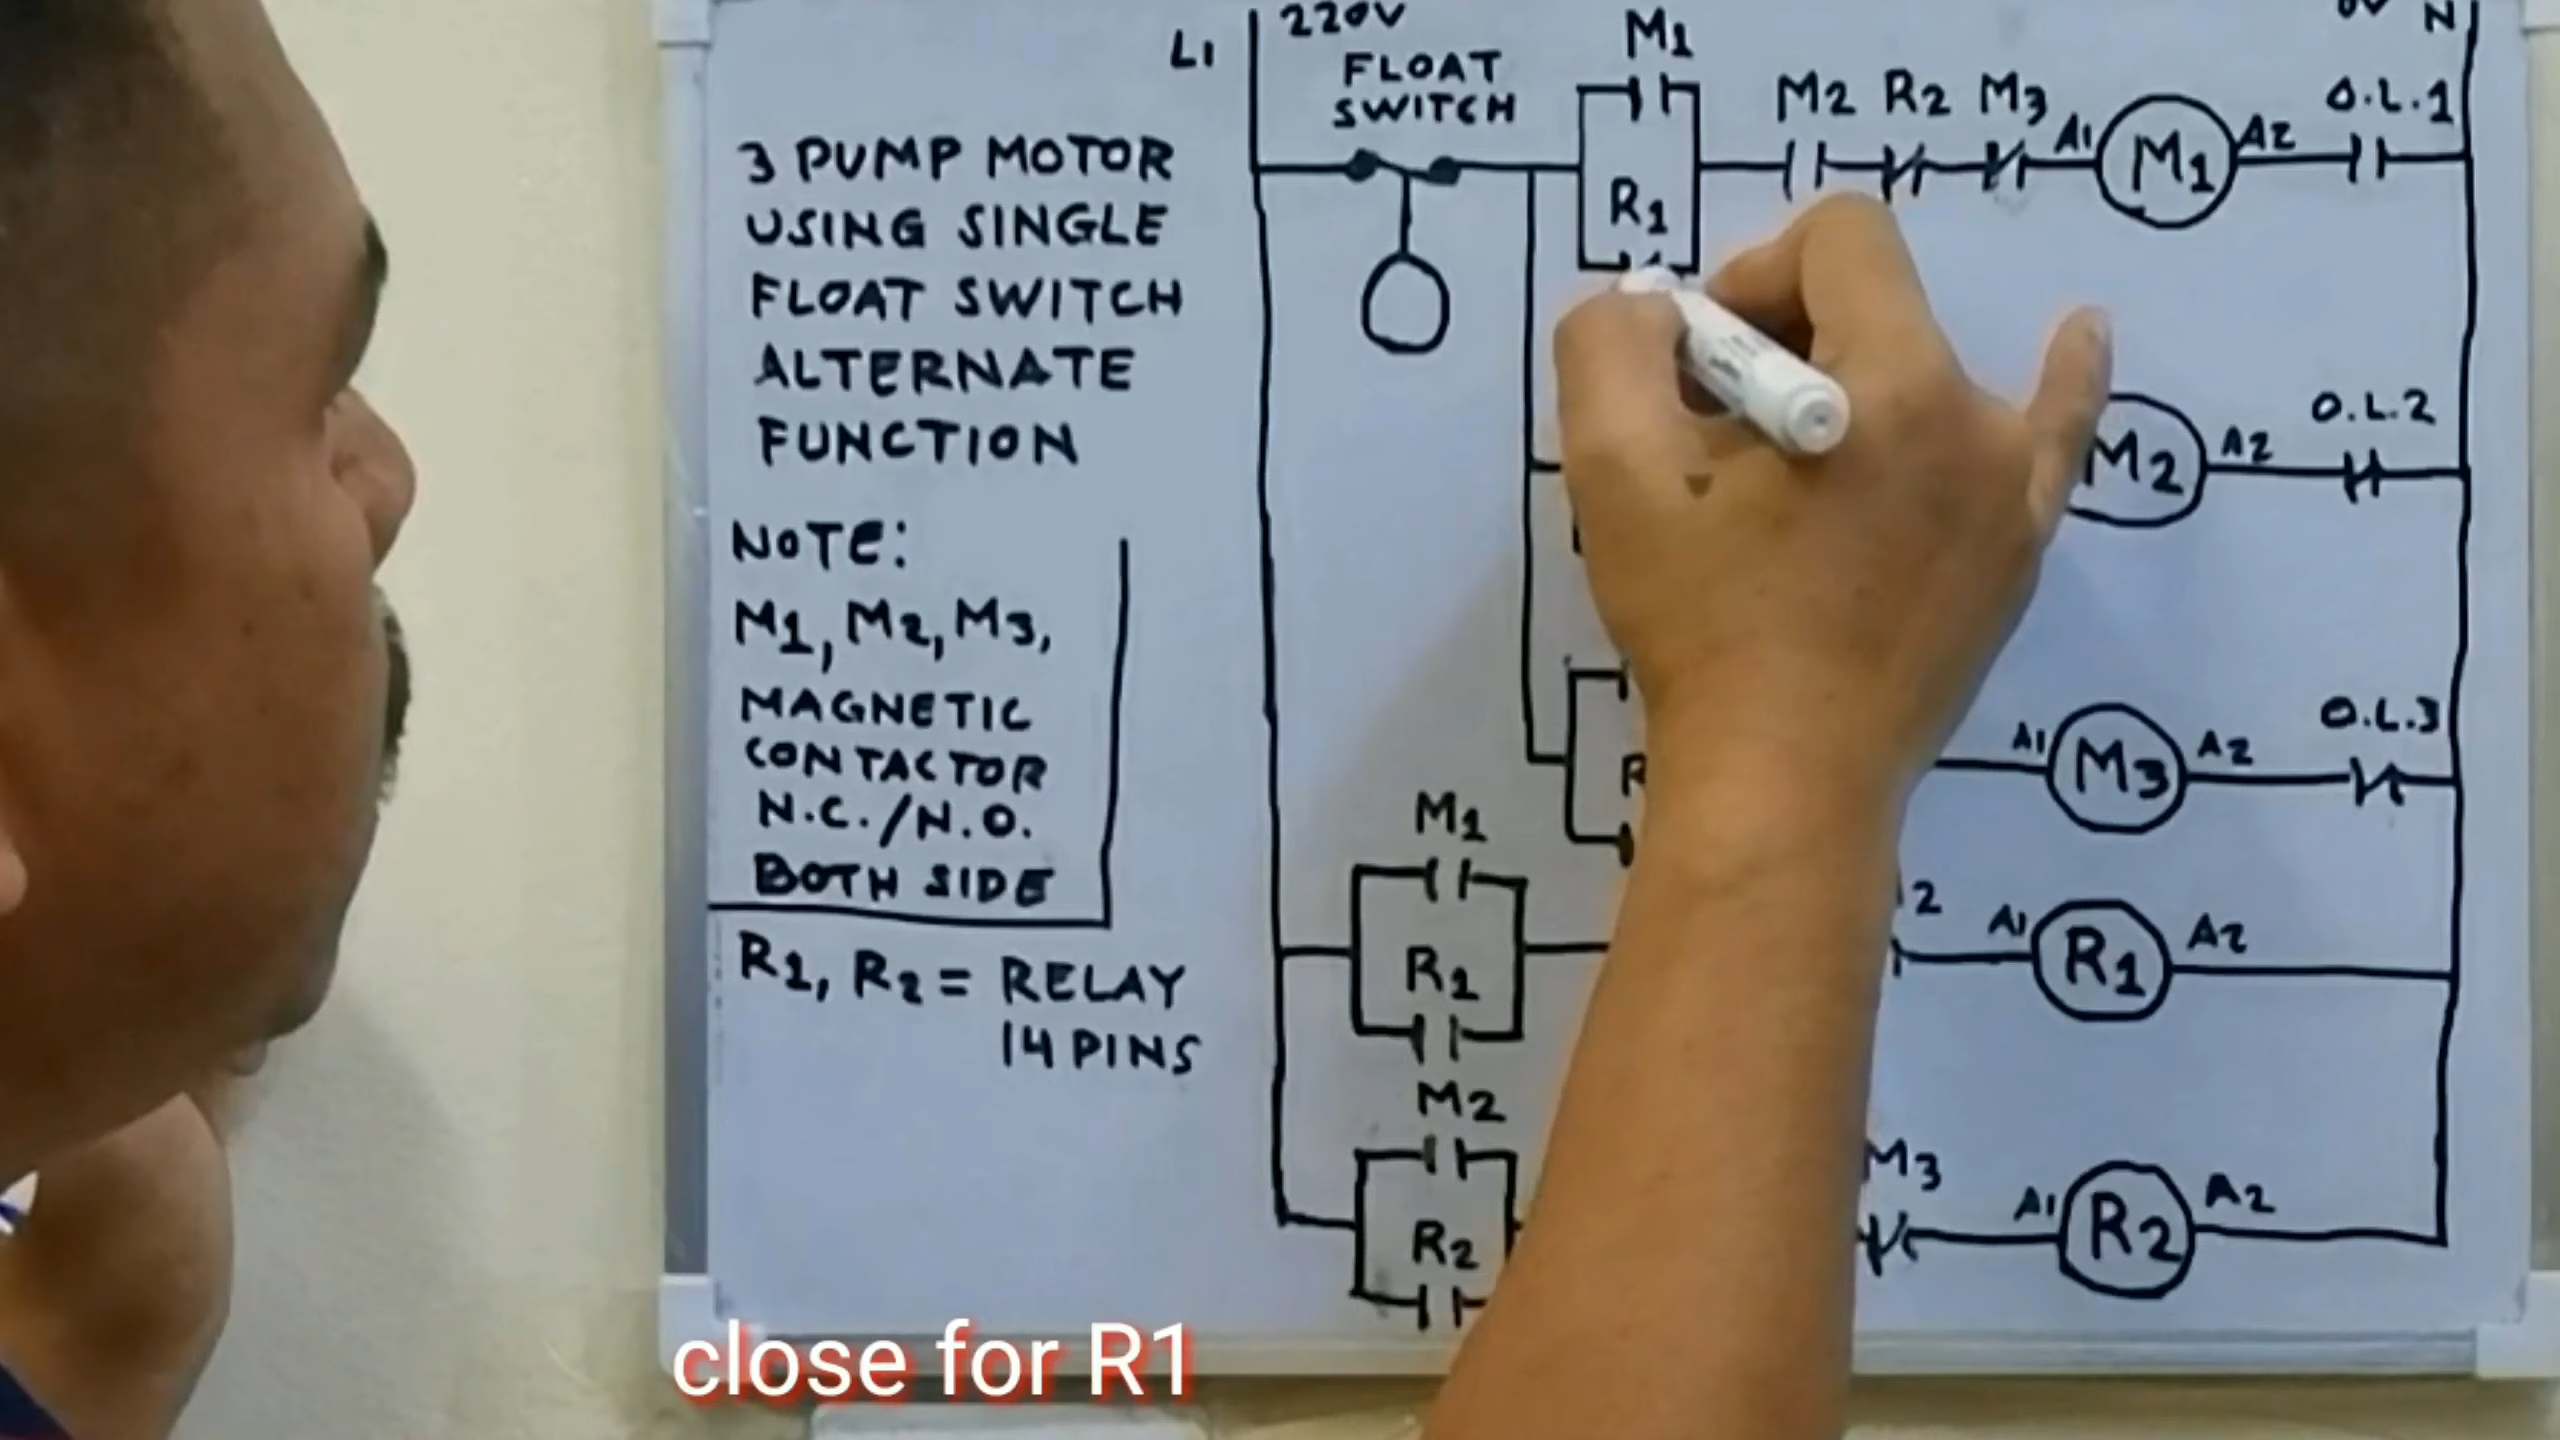 L1
220V
0V N
3 PUMP MOTOR
USING SINGLE
FLOAT SWITCH
ALTERNATE
FUNCTION
NOTE:
M1, M2, M3,
MAGNETIC
CONTACTOR
N.C./N.O.
BOTH SIDE
R1, R2 = RELAY
14 PINS
FLOAT
SWITCH
M1
R1
M2 R2 M3 A1 M1 A2 O.L.1
M2 A2 O.L.2
A1 M3 A2 O.L.3
M1
R1
A1 R1 A2
M2
R2
M3 A1 R2 A2
close for R1